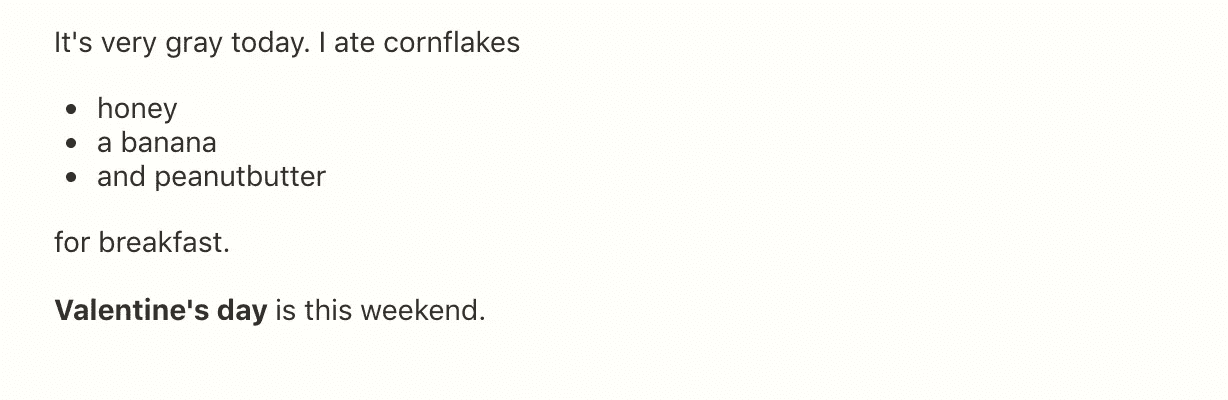 It's very gray today. I ate cornflakes
• honey
• a banana
• and peanutbutter
for breakfast.
Valentine's day is this weekend.